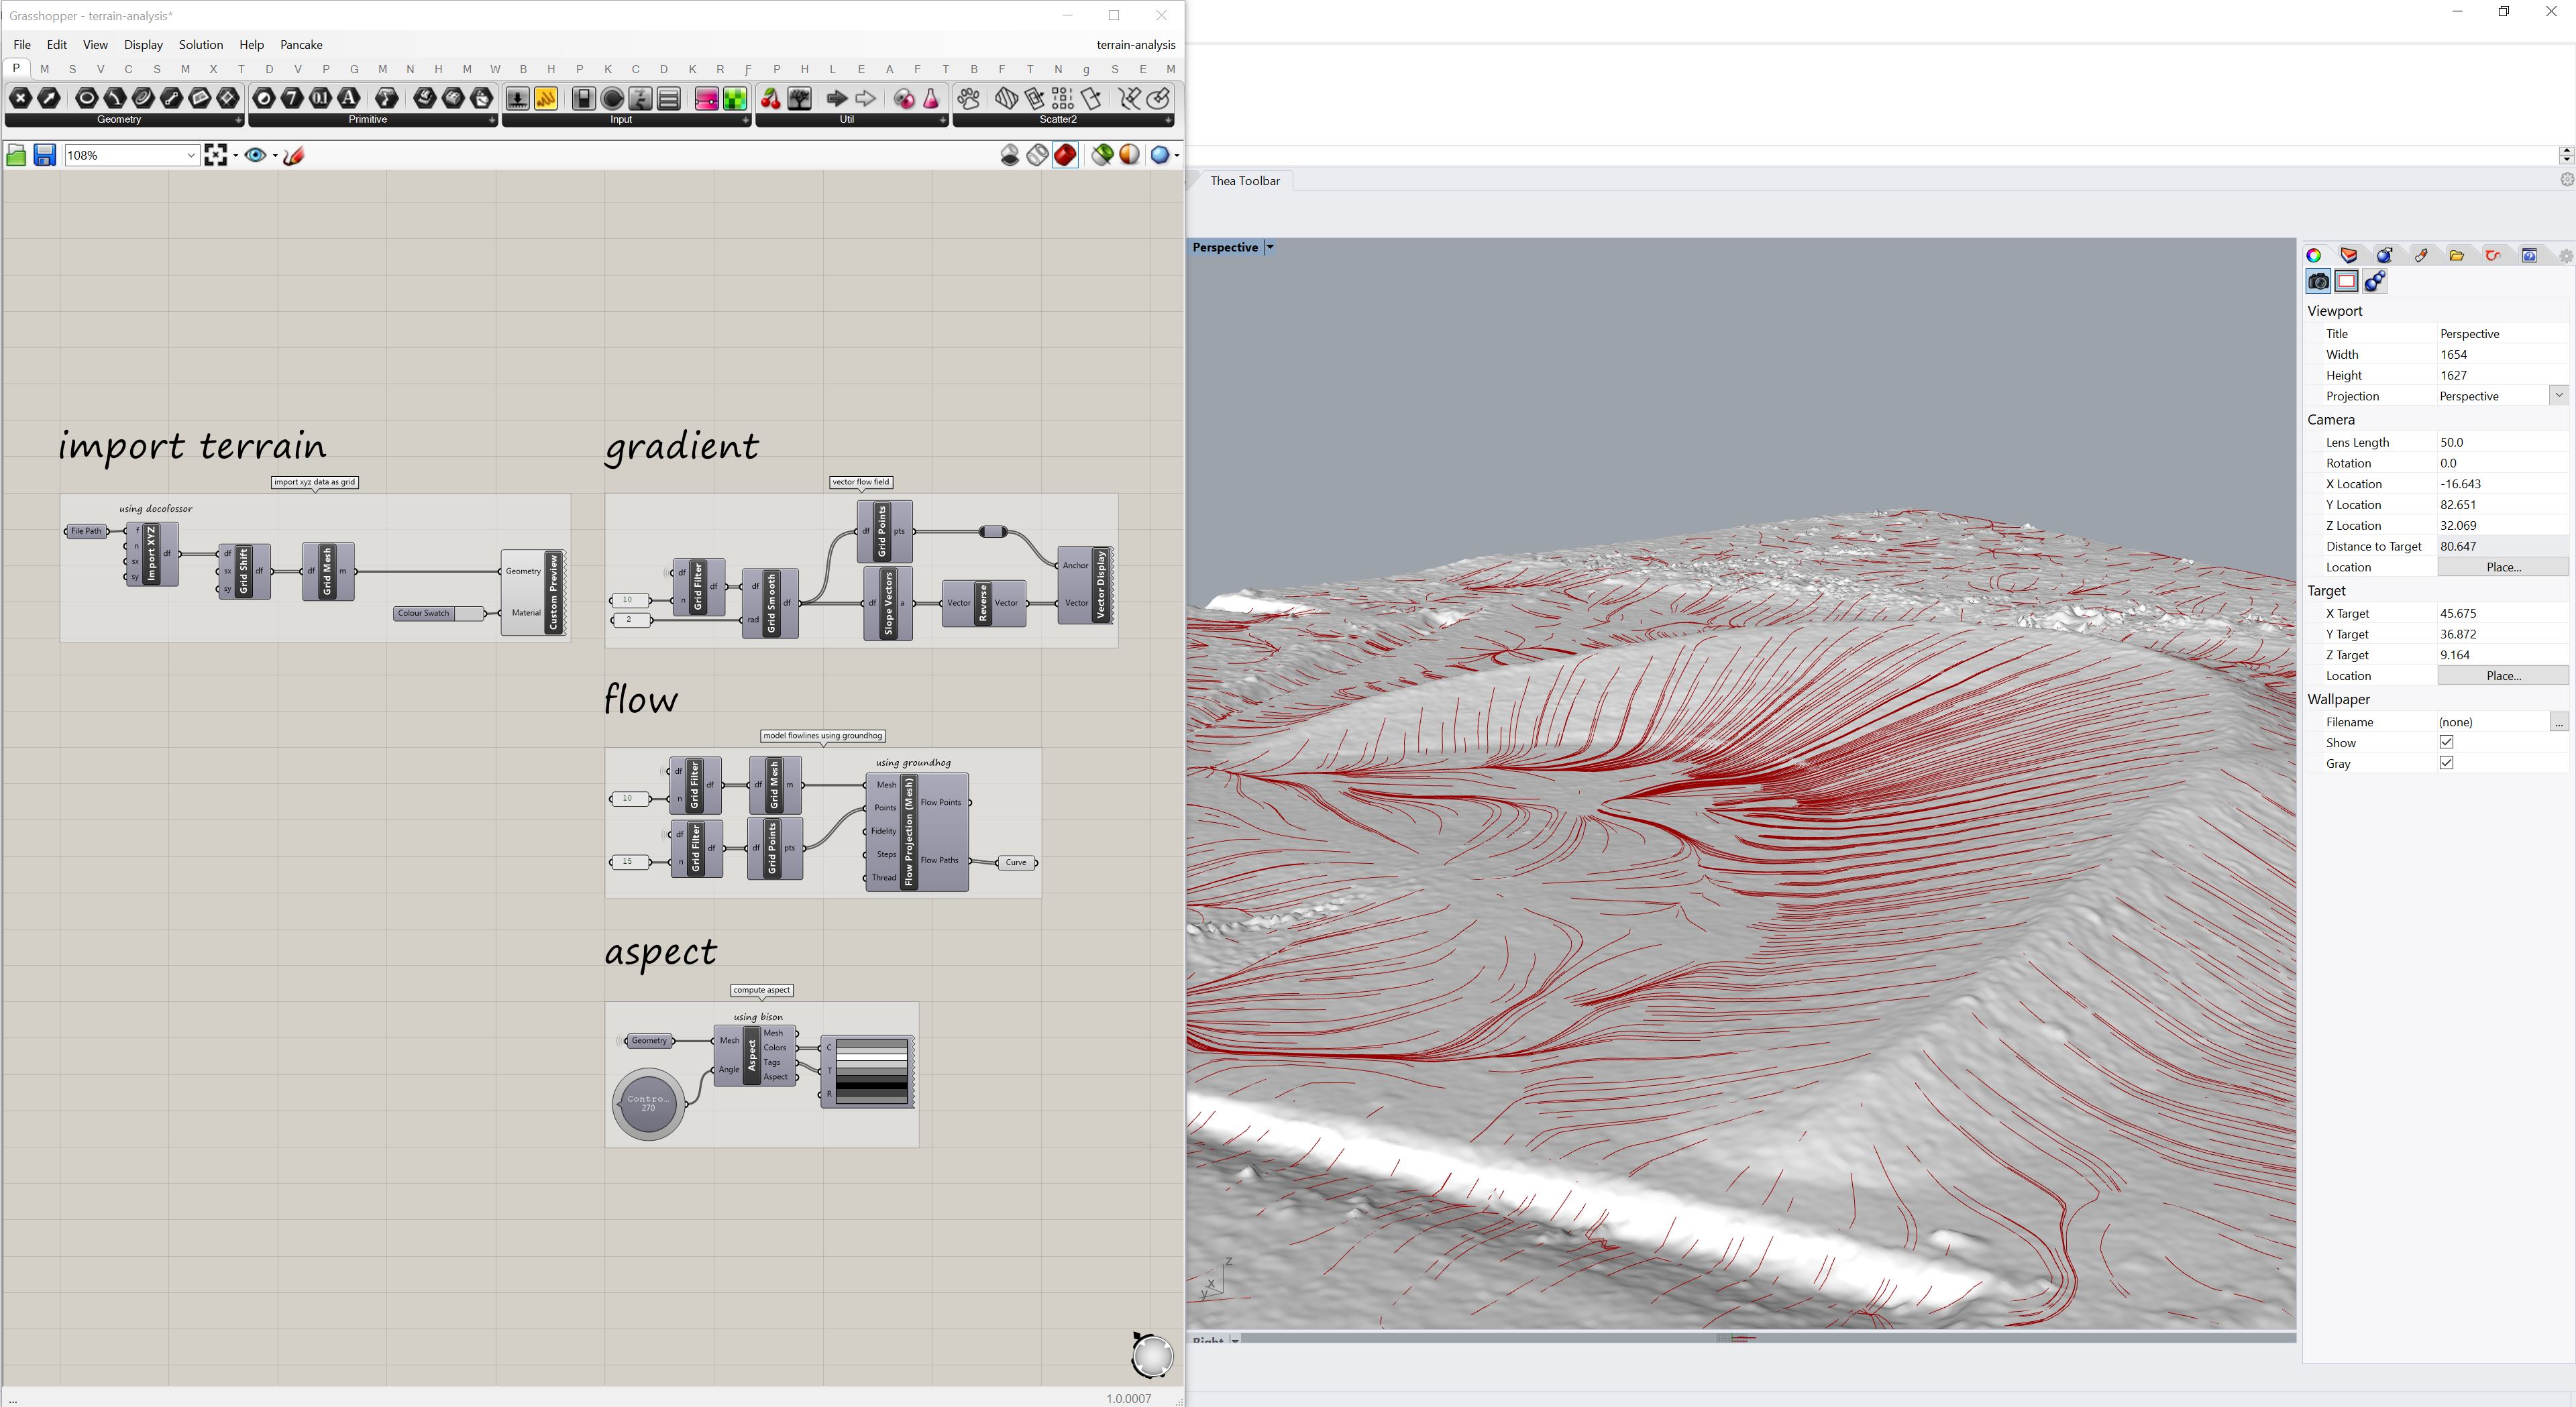 Grasshopper - terrain-analysis*
File Edit View Display Solution Help Pancake terrain-analysis
P M S V C S M X T D V P G M N H M W B H P K C D K R F P H L E A F T B F T N g S E M
Geometry Primitive Input Util Scatter2
108%
Thea Toolbar
Perspective
import terrain
import xyz data as grid
using docofossor
File Path
f
n
sx
sy
Import XYZ
df
df
sx
sy
Grid Shift
df
df
Grid Mesh
m
Colour Swatch
Geometry
Material
Custom Preview
gradient
vector flow field
10
2
df
n
Grid Filter
df
df
rad
Grid Smooth
df
df
Grid Points
pts
df
Slope Vectors
a
Vector
Reverse
Vector
Anchor
Vector
Vector Display
flow
model flowlines using groundhog
using groundhog
10
df
n
Grid Filter
df
df
Grid Mesh
m
15
df
n
Grid Filter
df
df
Grid Points
pts
Mesh
Points
Fidelity
Steps
Thread
Flow Projection (Mesh)
Flow Points
Flow Paths
Curve
aspect
compute aspect
using bison
Geometry
Contro...
270
Mesh
Angle
Aspect
Mesh
Colors
Tags
Aspect
C
T
R
...
1.0.0007
z
x
y
Right
Viewport
Title Perspective
Width 1654
Height 1627
Projection Perspective
Camera
Lens Length 50.0
Rotation 0.0
X Location -16.643
Y Location 82.651
Z Location 32.069
Distance to Target 80.647
Location Place...
Target
X Target 45.675
Y Target 36.872
Z Target 9.164
Location Place...
Wallpaper
Filename (none) ...
Show
Gray